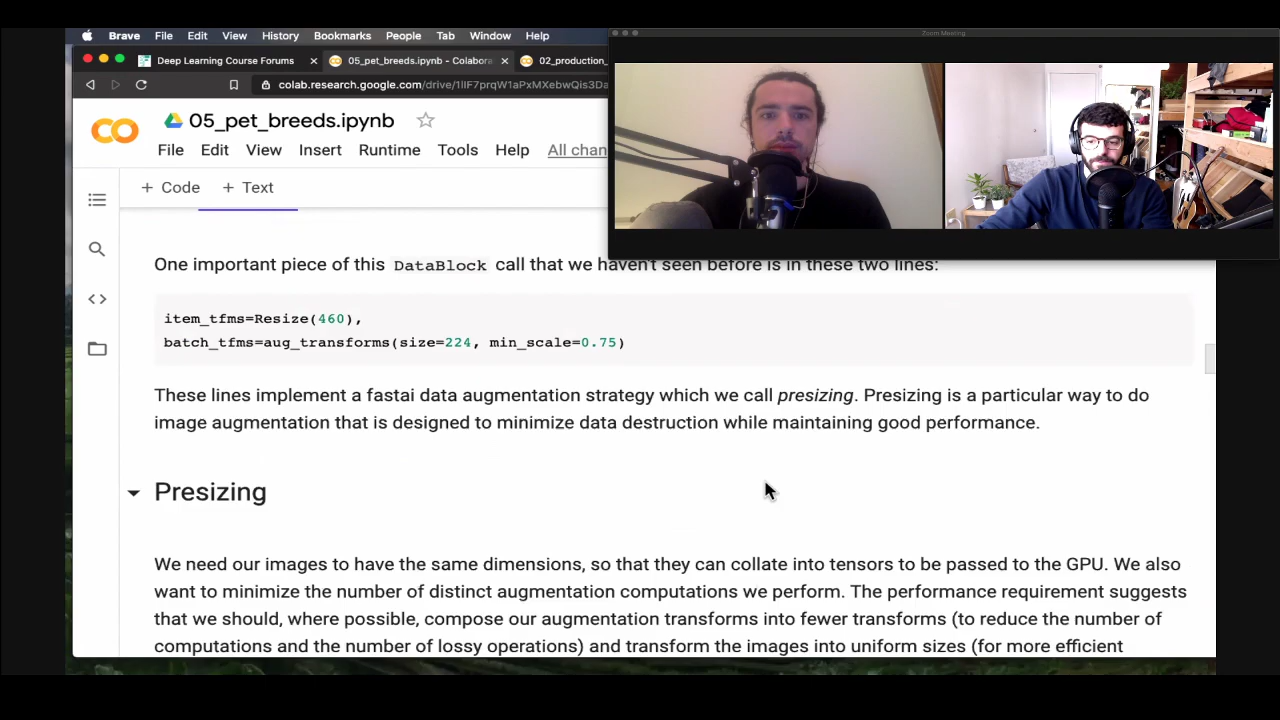 Brave File Edit View History Bookmarks People Tab Window Help
Zoom Meeting
Deep Learning Course Forums
05_pet_breeds.ipynb - Colabora
02_production_
colab.research.google.com/drive/
CO 05_pet_breeds.ipynb
File Edit View Insert Runtime Tools Help All chan
+ Code + Text
One important piece of this DataBlock call that we haven't seen before is in these two lines:
item_tfms=Resize(460),
batch_tfms=aug_transforms(size=224, min_scale=0.75)
These lines implement a fastai data augmentation strategy which we call presizing. Presizing is a particular way to do
image augmentation that is designed to minimize data destruction while maintaining good performance.
Presizing
We need our images to have the same dimensions, so that they can collate into tensors to be passed to the GPU. We also
want to minimize the number of distinct augmentation computations we perform. The performance requirement suggests
that we should, where possible, compose our augmentation transforms into fewer transforms (to reduce the number of
computations and the number of lossy operations) and transform the images into uniform sizes (for more efficient